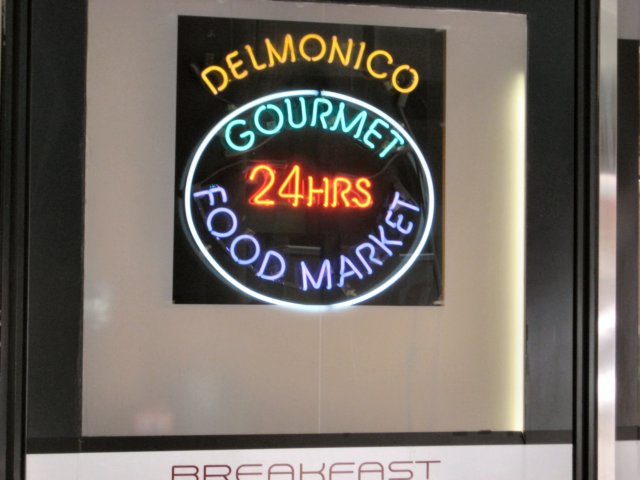 DELMONICO
GOURMET
24HRS
FOOD MARKET
BREAKFAST